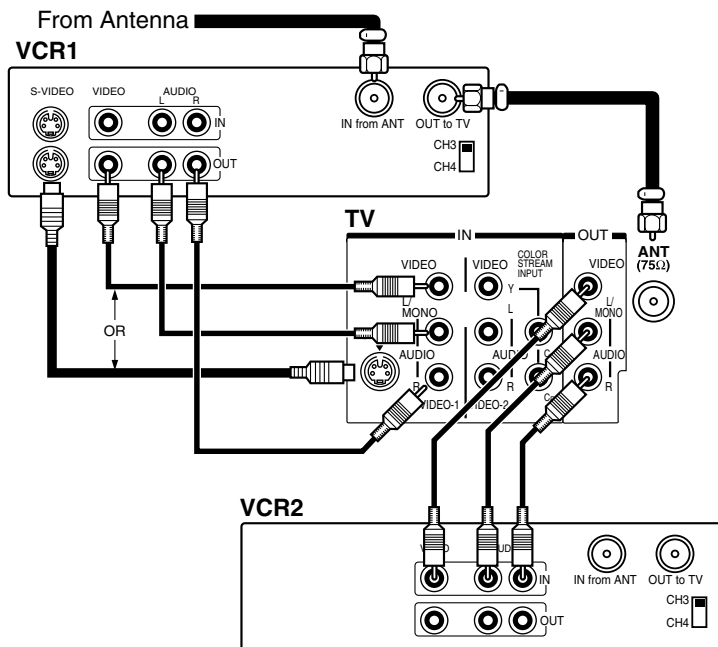 From Antenna
VCR1
S-VIDEO VIDEO AUDIO
L R
IN
IN from ANT OUT to TV
OUT
CH3
CH4
TV
IN OUT
ANT
(75Ω)
VIDEO VIDEO COLOR STREAM INPUT VIDEO
Y
L/MONO L L/MONO
OR
AUDIO AUDIO AUDIO
R R R
VIDEO-1
VCR2
IN
IN from ANT OUT to TV
CH3
CH4
OUT